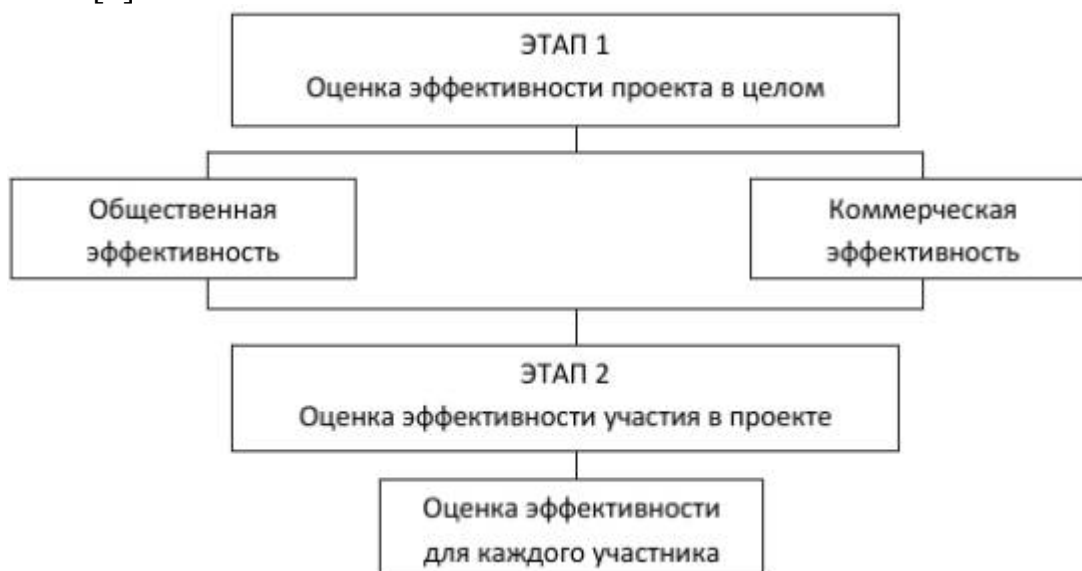 ЭТАП 1
Оценка эффективности проекта в целом
Общественная
эффективность
Коммерческая
эффективность
ЭТАП 2
Оценка эффективности участия в проекте
Оценка эффективности
для каждого участника